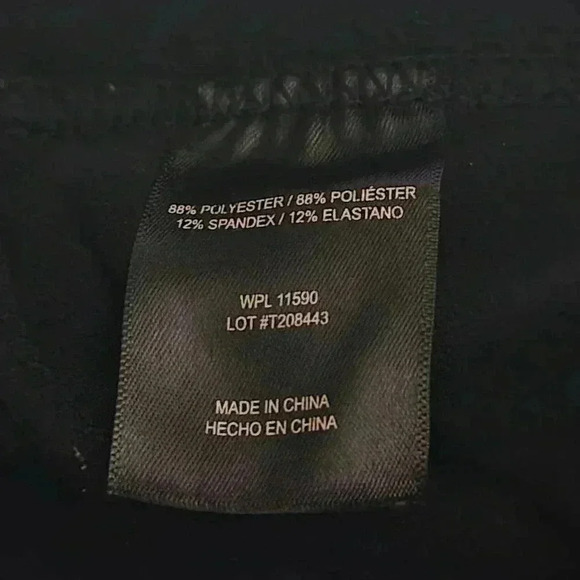 88% POLYESTER / 88% POLIÉSTER
12% SPANDEX / 12% ELASTANO
WPL 11590
LOT #T208443
MADE IN CHINA
HECHO EN CHINA